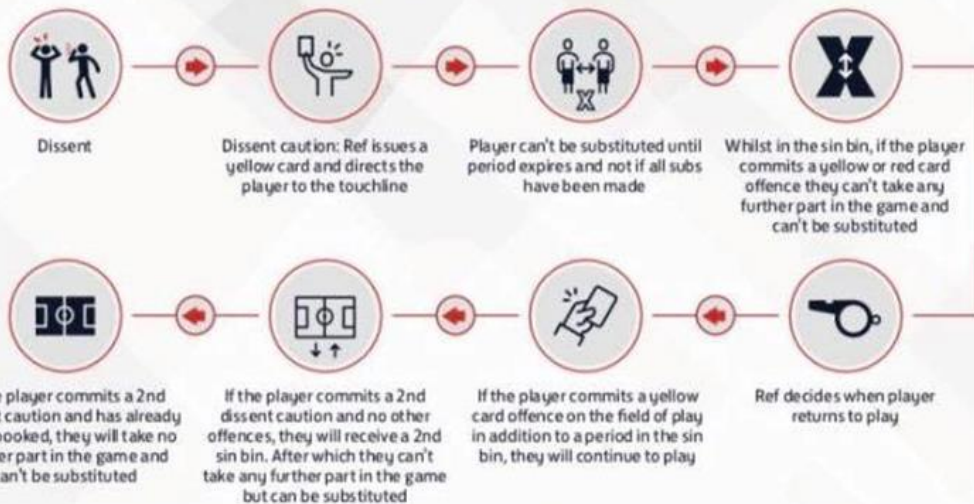 Dissent
Dissent caution: Ref issues a
yellow card and directs the
player to the touchline
Player can't be substituted until
period expires and not if all subs
have been made
Whilst in the sin bin, if the player
commits a yellow or red card
offence they can't take any
further part in the game and
can't be substituted
player commits a 2nd
caution and has already
ooked, they will take no
er part in the game and
an't be substituted
If the player commits a 2nd
dissent caution and no other
offences, they will receive a 2nd
sin bin. After which they can't
take any further part in the game
but can be substituted
If the player commits a yellow
card offence on the field of play
in addition to a period in the sin
bin, they will continue to play
Ref decides when player
returns to play